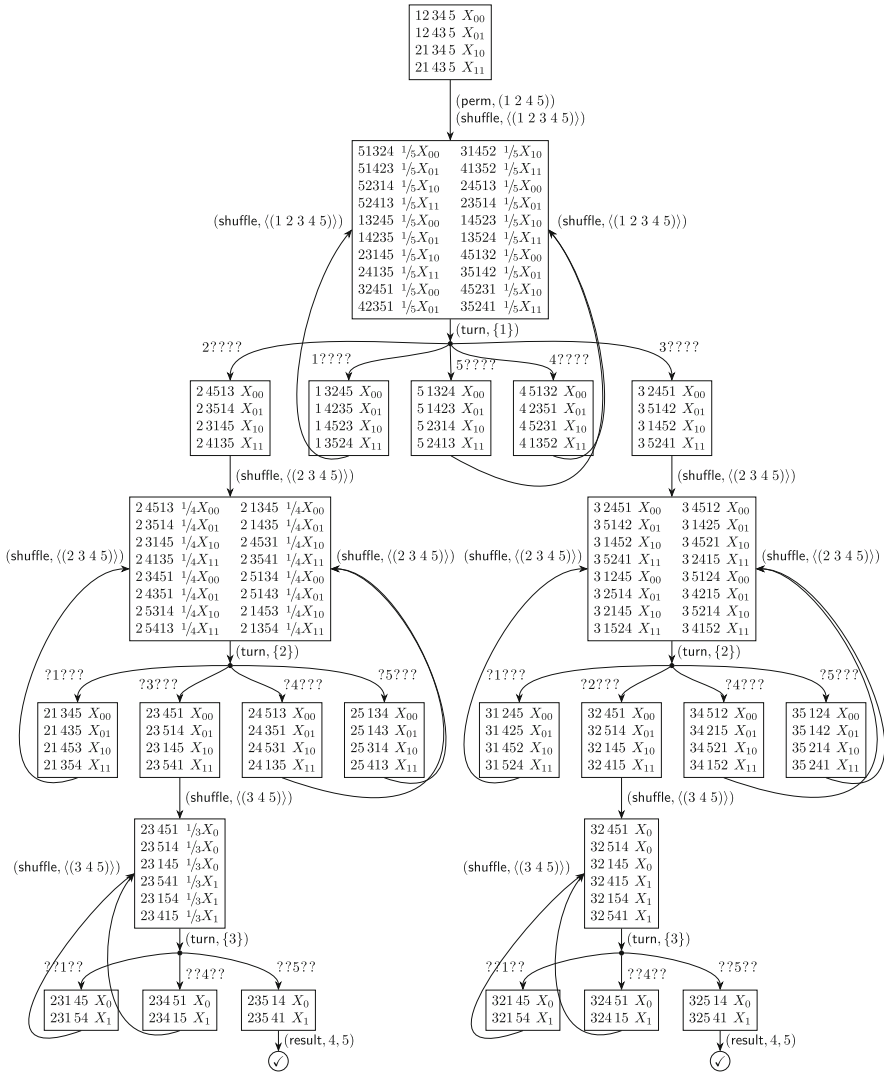 12 34 5 X₀₀
12 43 5 X₀₁
21 34 5 X₁₀
21 43 5 X₁₁
(perm, (1 2 4 5))
(shuffle, ⟨(1 2 3 4 5)⟩)
51324 1/5X₀₀ 31452 1/5X₁₀
51423 1/5X₀₁ 41352 1/5X₁₁
52314 1/5X₁₀ 24513 1/5X₀₀
52413 1/5X₁₁ 23514 1/5X₀₁
13245 1/5X₀₀ 14523 1/5X₁₀
14235 1/5X₀₁ 13524 1/5X₁₁
23145 1/5X₁₀ 45132 1/5X₀₀
24135 1/5X₁₁ 35142 1/5X₀₁
32451 1/5X₀₀ 45231 1/5X₁₀
42351 1/5X₀₁ 35241 1/5X₁₁
(shuffle, ⟨(1 2 3 4 5)⟩) (shuffle, ⟨(1 2 3 4 5)⟩)
(turn, {1})
2???? 1???? 5???? 4???? 3????
2 4513 X₀₀ 1 3245 X₀₀ 5 1324 X₀₀ 4 5132 X₀₀ 3 2451 X₀₀
2 3514 X₀₁ 1 4235 X₀₁ 5 1423 X₀₁ 4 2351 X₀₁ 3 5142 X₀₁
2 3145 X₁₀ 1 4523 X₁₀ 5 2314 X₁₀ 4 5231 X₁₀ 3 1452 X₁₀
2 4135 X₁₁ 1 3524 X₁₁ 5 2413 X₁₁ 4 1352 X₁₁ 3 5241 X₁₁
(shuffle, ⟨(2 3 4 5)⟩) (shuffle, ⟨(2 3 4 5)⟩)
2 4513 1/4X₀₀ 2 1345 1/4X₀₀ 3 2451 X₀₀ 3 4512 X₀₀
2 3514 1/4X₀₁ 2 1435 1/4X₀₁ 3 5142 X₀₁ 3 1425 X₀₁
2 3145 1/4X₁₀ 2 4531 1/4X₁₀ 3 1452 X₁₀ 3 4521 X₁₀
2 4135 1/4X₁₁ 2 3541 1/4X₁₁ 3 5241 X₁₁ 3 2415 X₁₁
2 3451 1/4X₀₀ 2 5134 1/4X₀₀ 3 1245 X₀₀ 3 5124 X₀₀
2 4351 1/4X₀₁ 2 5143 1/4X₀₁ 3 2514 X₀₁ 3 4215 X₀₁
2 5314 1/4X₁₀ 2 1453 1/4X₁₀ 3 2145 X₁₀ 3 5214 X₁₀
2 5413 1/4X₁₁ 2 1354 1/4X₁₁ 3 1524 X₁₁ 3 4152 X₁₁
(shuffle, ⟨(2 3 4 5)⟩) (shuffle, ⟨(2 3 4 5)⟩) (shuffle, ⟨(2 3 4 5)⟩) (shuffle, ⟨(2 3 4 5)⟩)
(turn, {2}) (turn, {2})
?1??? ?3??? ?4??? ?5??? ?1??? ?2??? ?4??? ?5???
21 345 X₀₀ 23 451 X₀₀ 24 513 X₀₀ 25 134 X₀₀ 31 245 X₀₀ 32 451 X₀₀ 34 512 X₀₀ 35 124 X₀₀
21 435 X₀₁ 23 514 X₀₁ 24 351 X₀₁ 25 143 X₀₁ 31 425 X₀₁ 32 514 X₀₁ 34 215 X₀₁ 35 142 X₀₁
21 453 X₁₀ 23 145 X₁₀ 24 531 X₁₀ 25 314 X₁₀ 31 452 X₁₀ 32 145 X₁₀ 34 521 X₁₀ 35 214 X₁₀
21 354 X₁₁ 23 541 X₁₁ 24 135 X₁₁ 25 413 X₁₁ 31 524 X₁₁ 32 415 X₁₁ 34 152 X₁₁ 35 241 X₁₁
(shuffle, ⟨(3 4 5)⟩) (shuffle, ⟨(3 4 5)⟩)
23 451 1/3X₀ 32 451 X₀
23 514 1/3X₀ 32 514 X₀
23 145 1/3X₀ 32 145 X₀
23 541 1/3X₁ 32 415 X₁
23 154 1/3X₁ 32 154 X₁
23 415 1/3X₁ 32 541 X₁
(shuffle, ⟨(3 4 5)⟩) (shuffle, ⟨(3 4 5)⟩)
(turn, {3}) (turn, {3})
??1?? ??4?? ??5?? ??1?? ??4?? ??5??
231 45 X₀ 234 51 X₀ 235 14 X₀ 321 45 X₀ 324 51 X₀ 325 14 X₀
231 54 X₁ 234 15 X₁ 235 41 X₁ 321 54 X₁ 324 15 X₁ 325 41 X₁
(result, 4, 5) (result, 4, 5)
✓ ✓